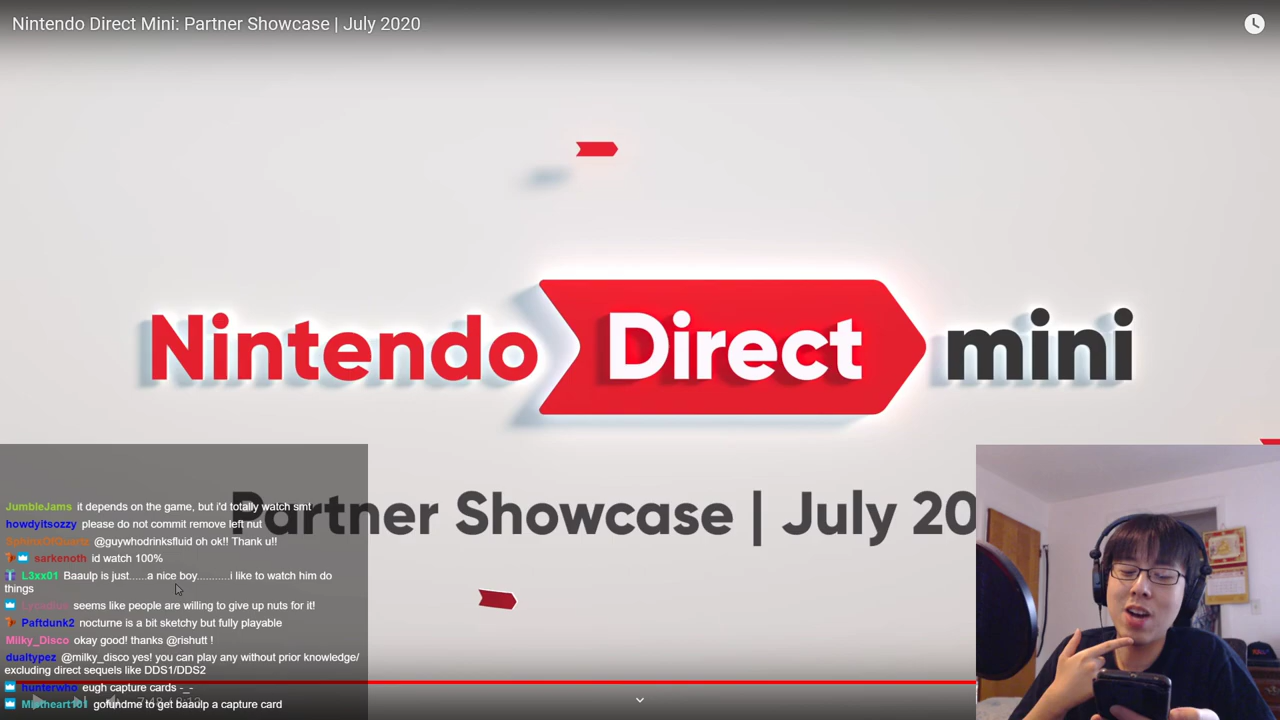 Nintendo Direct Mini: Partner Showcase | July 2020
Nintendo Direct mini
Partner Showcase | July 20
JumbleJams it depends on the game, but i'd totally watch smt
howdyitsozzy please do not commit remove left nut
SphinxOfQuartz @guywhodrinksfluid oh ok!! Thank u!!
sarkenoth id watch 100%
L3xx01 Baaulp is just......a nice boy..........i like to watch him do
things
seems like people are willing to give up nuts for it!
Paftdunk2 nocturne is a bit sketchy but fully playable
Milky_Disco okay good! thanks @rishutt !
dualtypez @milky_disco yes! you can play any without prior knowledge/
excluding direct sequels like DDS1/DDS2
hunterwho eugh capture cards -_-
gofundme to get baaulp a capture card